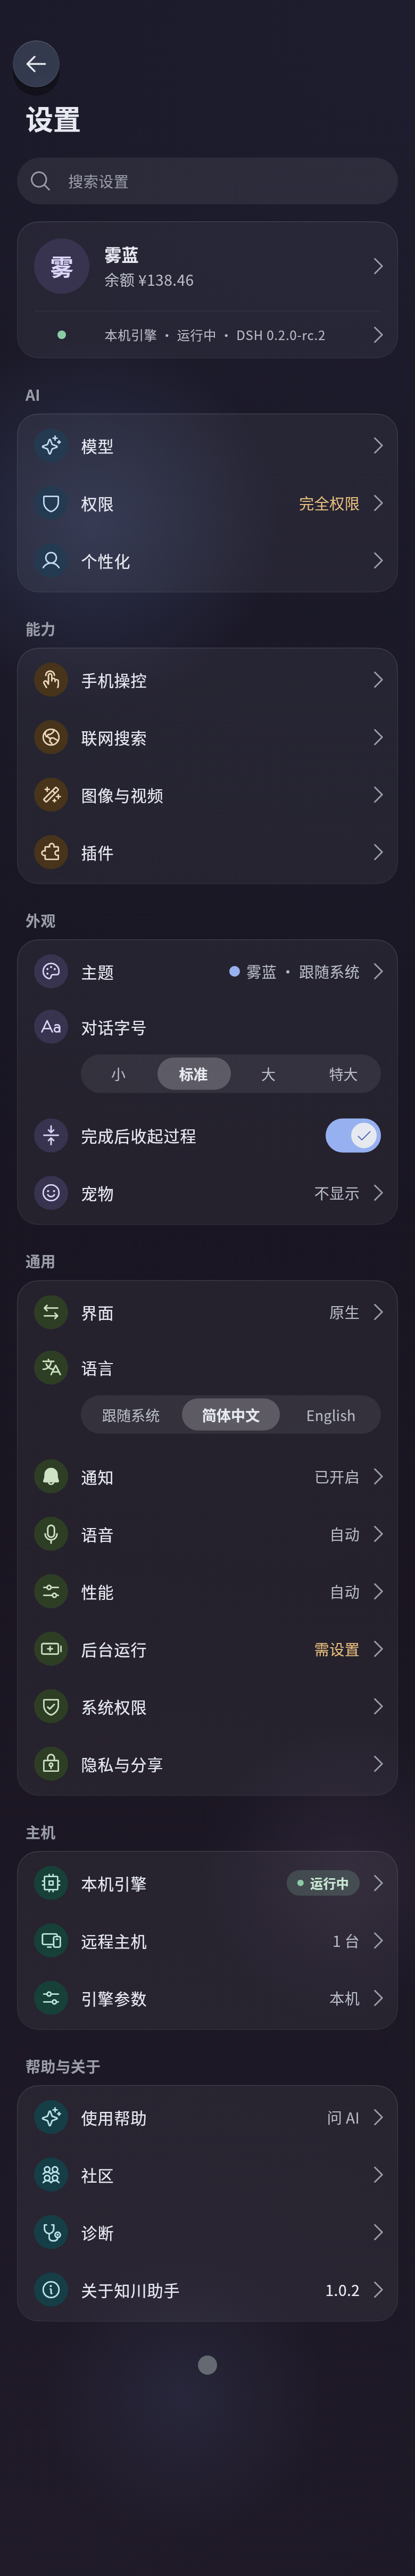 设置
搜索设置
雾
雾蓝
余额 ¥138.46
本机引擎 · 运行中 · DSH 0.2.0-rc.2
AI
模型
权限 完全权限
个性化
能力
手机操控
联网搜索
图像与视频
插件
外观
主题 雾蓝 · 跟随系统
Aa 对话字号
小 标准 大 特大
完成后收起过程
宠物 不显示
通用
界面 原生
语言
跟随系统 简体中文 English
通知 已开启
语音 自动
性能 自动
后台运行 需设置
系统权限
隐私与分享
主机
本机引擎 运行中
远程主机 1 台
引擎参数 本机
帮助与关于
使用帮助 问 AI
社区
诊断
关于知川助手 1.0.2